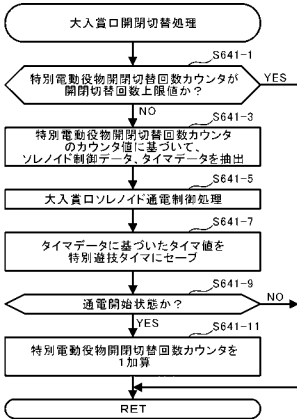 大入賞口開閉切替処理
S641-1
特別電動役物開閉切替回数カウンタが
開閉切替回数上限値か?
YES
NO
S641-3
特別電動役物開閉切替回数カウンタ
のカウンタ値に基づいて、
ソレノイド制御データ、タイマデータを抽出
S641-5
大入賞口ソレノイド通電制御処理
S641-7
タイマデータに基づいたタイマ値を
特別遊技タイマにセーブ
S641-9
通電開始状態か?
NO
YES
S641-11
特別電動役物開閉切替回数カウンタを
1加算
RET